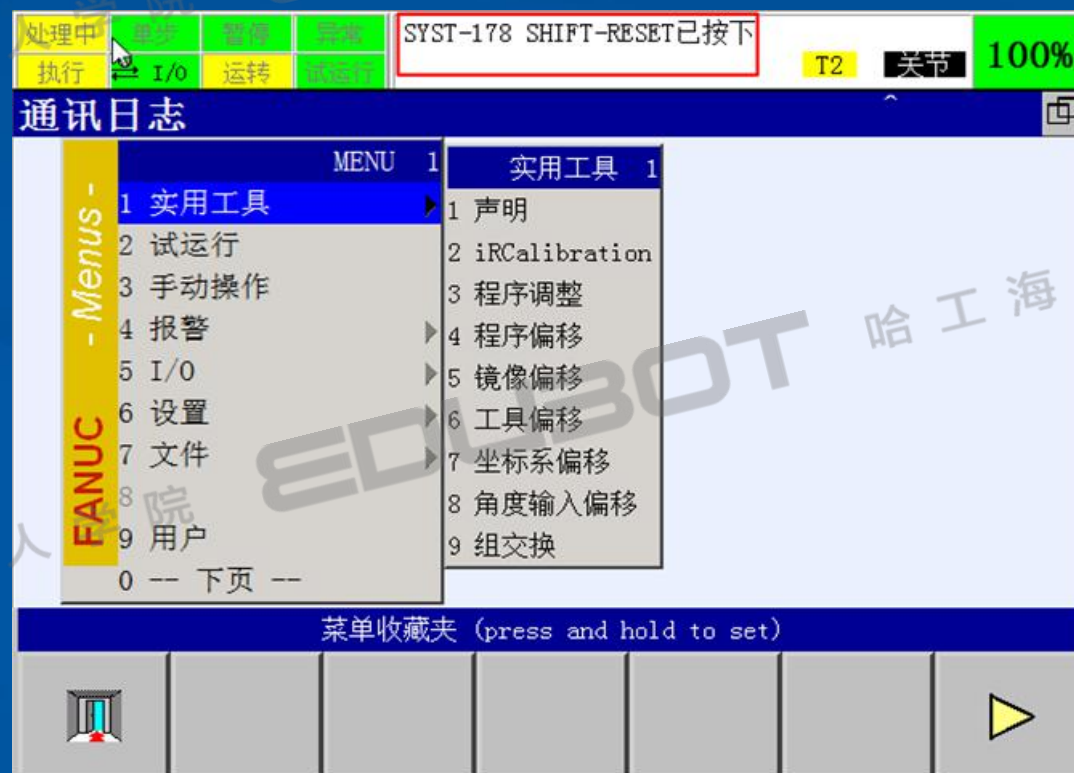 处理中 单步 暂停 异常 SYST-178 SHIFT-RESET已按下
执行 I/O 运转 试运行 T2 关节 100%
通讯日志
MENU 1
1 实用工具
2 试运行
3 手动操作
4 报警
5 I/O
6 设置
7 文件
8
9 用户
0 -- 下页 --
FANUC - Menus -
实用工具 1
1 声明
2 iRCalibration
3 程序调整
4 程序偏移
5 镜像偏移
6 工具偏移
7 坐标系偏移
8 角度输入偏移
9 组交换
菜单收藏夹 (press and hold to set)
EDUBOT 哈工海
人学院
人学院